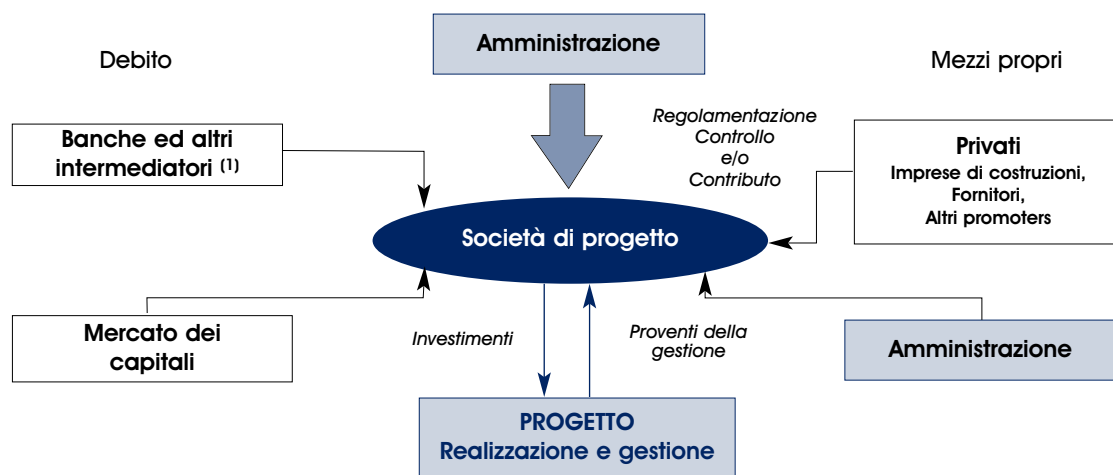 Amministrazione
Debito
Mezzi propri
Banche ed altri
intermediatori (1)
Regolamentazione
Controllo
e/o
Contributo
Privati
Imprese di costruzioni,
Fornitori,
Altri promoters
Società di progetto
Mercato dei
capitali
Investimenti
Proventi della
gestione
Amministrazione
PROGETTO
Realizzazione e gestione